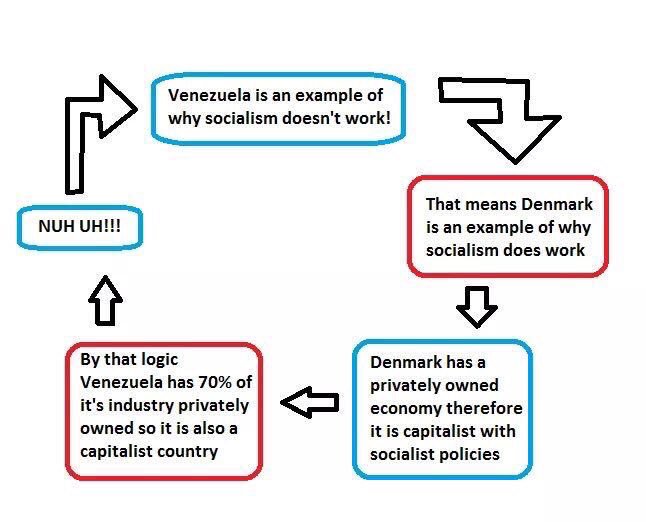 Venezuela is an example of
why socialism doesn't work!
That means Denmark
is an example of why
socialism does work
Denmark has a
privately owned
economy therefore
it is capitalist with
socialist policies
By that logic
Venezuela has 70% of
it's industry privately
owned so it is also a
capitalist country
NUH UH!!!